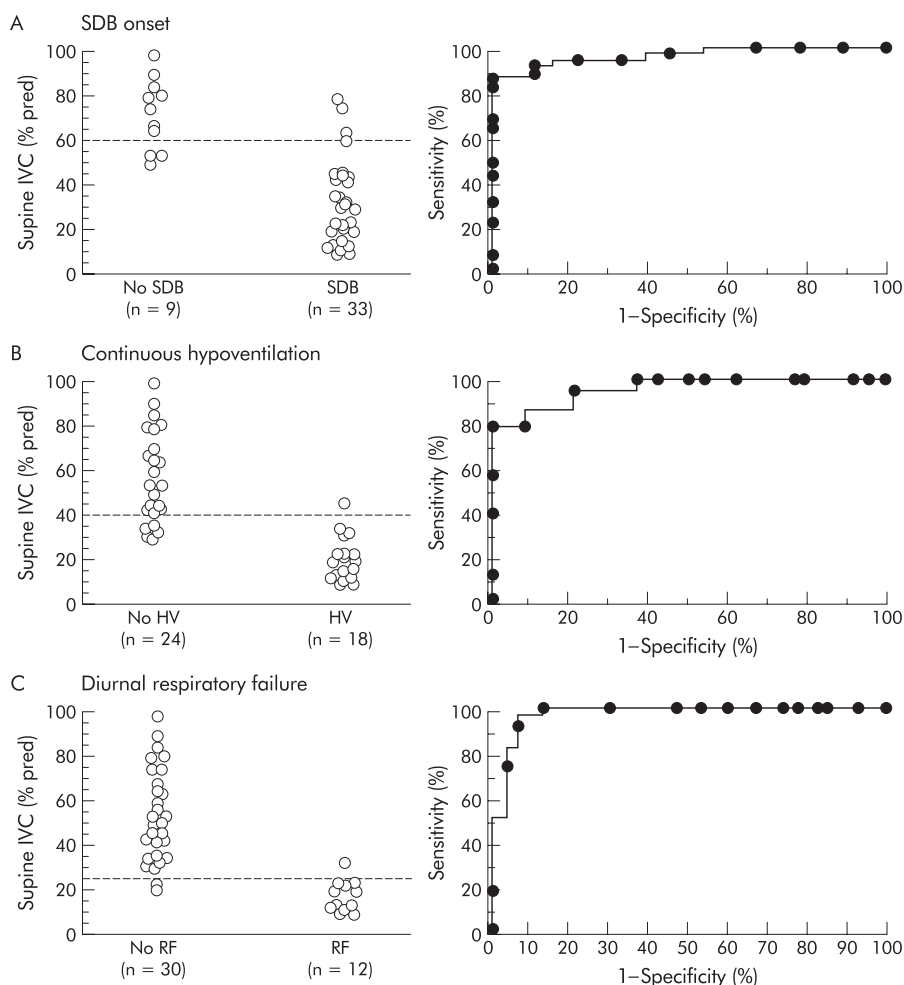 A SDB onset
100
80
60
40
20
0
Supine IVC (% pred)
No SDB
(n = 9)
SDB
(n = 33)
100
80
60
40
20
0
Sensitivity (%)
0 20 40 60 80 100
1–Specificity (%)
B Continuous hypoventilation
100
80
60
40
20
0
Supine IVC (% pred)
No HV
(n = 24)
HV
(n = 18)
100
80
60
40
20
0
Sensitivity (%)
0 20 40 60 80 100
1–Specificity (%)
C Diurnal respiratory failure
100
80
60
40
20
0
Supine IVC (% pred)
No RF
(n = 30)
RF
(n = 12)
100
80
60
40
20
0
Sensitivity (%)
0 10 20 30 40 50 60 70 80 90 100
1–Specificity (%)